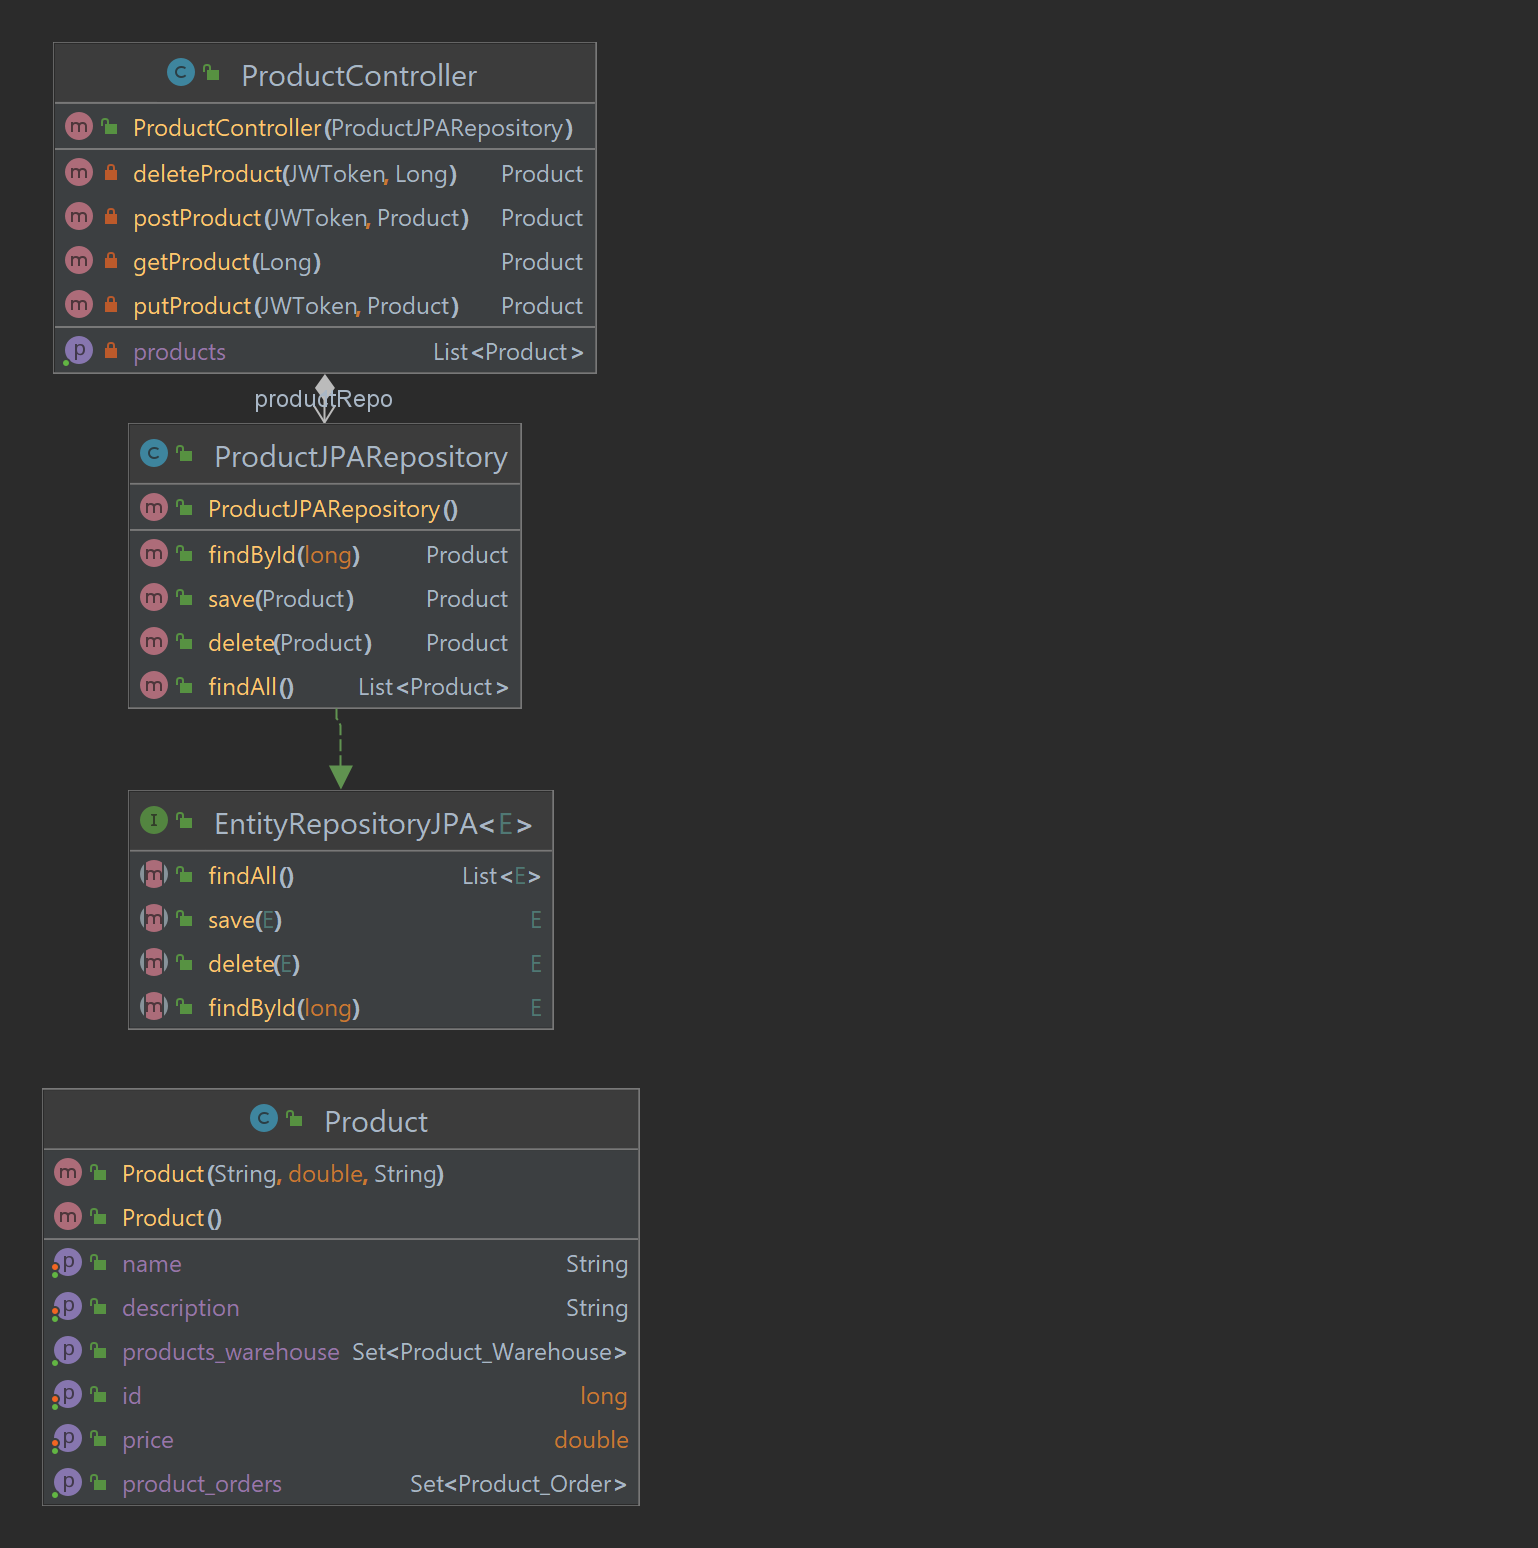 ProductController
ProductController(ProductJPARepository)
deleteProduct(JWToken, Long) Product
postProduct(JWToken, Product) Product
getProduct(Long) Product
putProduct(JWToken, Product) Product
products List<Product>
productRepo
ProductJPARepository
ProductJPARepository()
findById(long) Product
save(Product) Product
delete(Product) Product
findAll() List<Product>
EntityRepositoryJPA<E>
findAll() List<E>
save(E) E
delete(E) E
findById(long) E
Product
Product(String, double, String)
Product()
name String
description String
products_warehouse Set<Product_Warehouse>
id long
price double
product_orders Set<Product_Order>